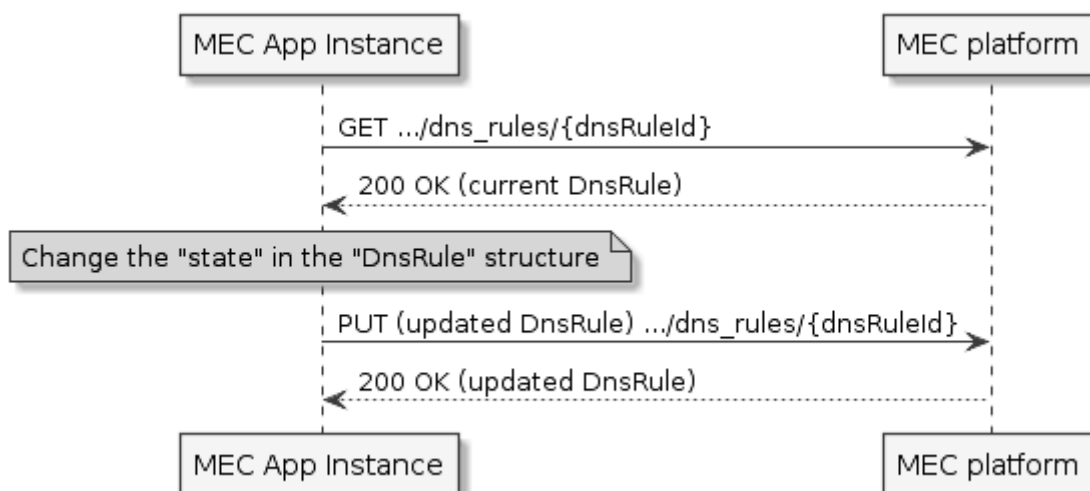 MEC App Instance
MEC platform
GET .../dns_rules/{dnsRuleId}
200 OK (current DnsRule)
Change the "state" in the "DnsRule" structure
PUT (updated DnsRule) .../dns_rules/{dnsRuleId}
200 OK (updated DnsRule)
MEC App Instance
MEC platform